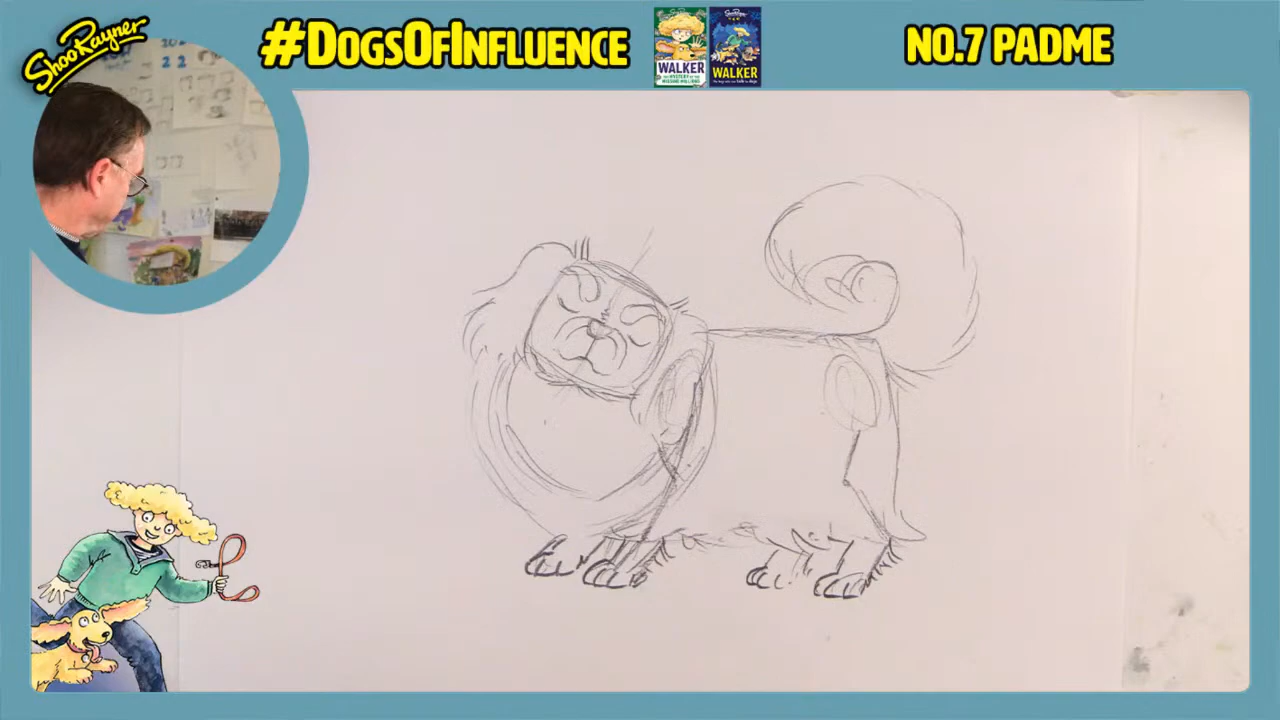 ShooRayner
#DOGSOFINFLUENCE
WALKER
WALKER
NO.7 PADME